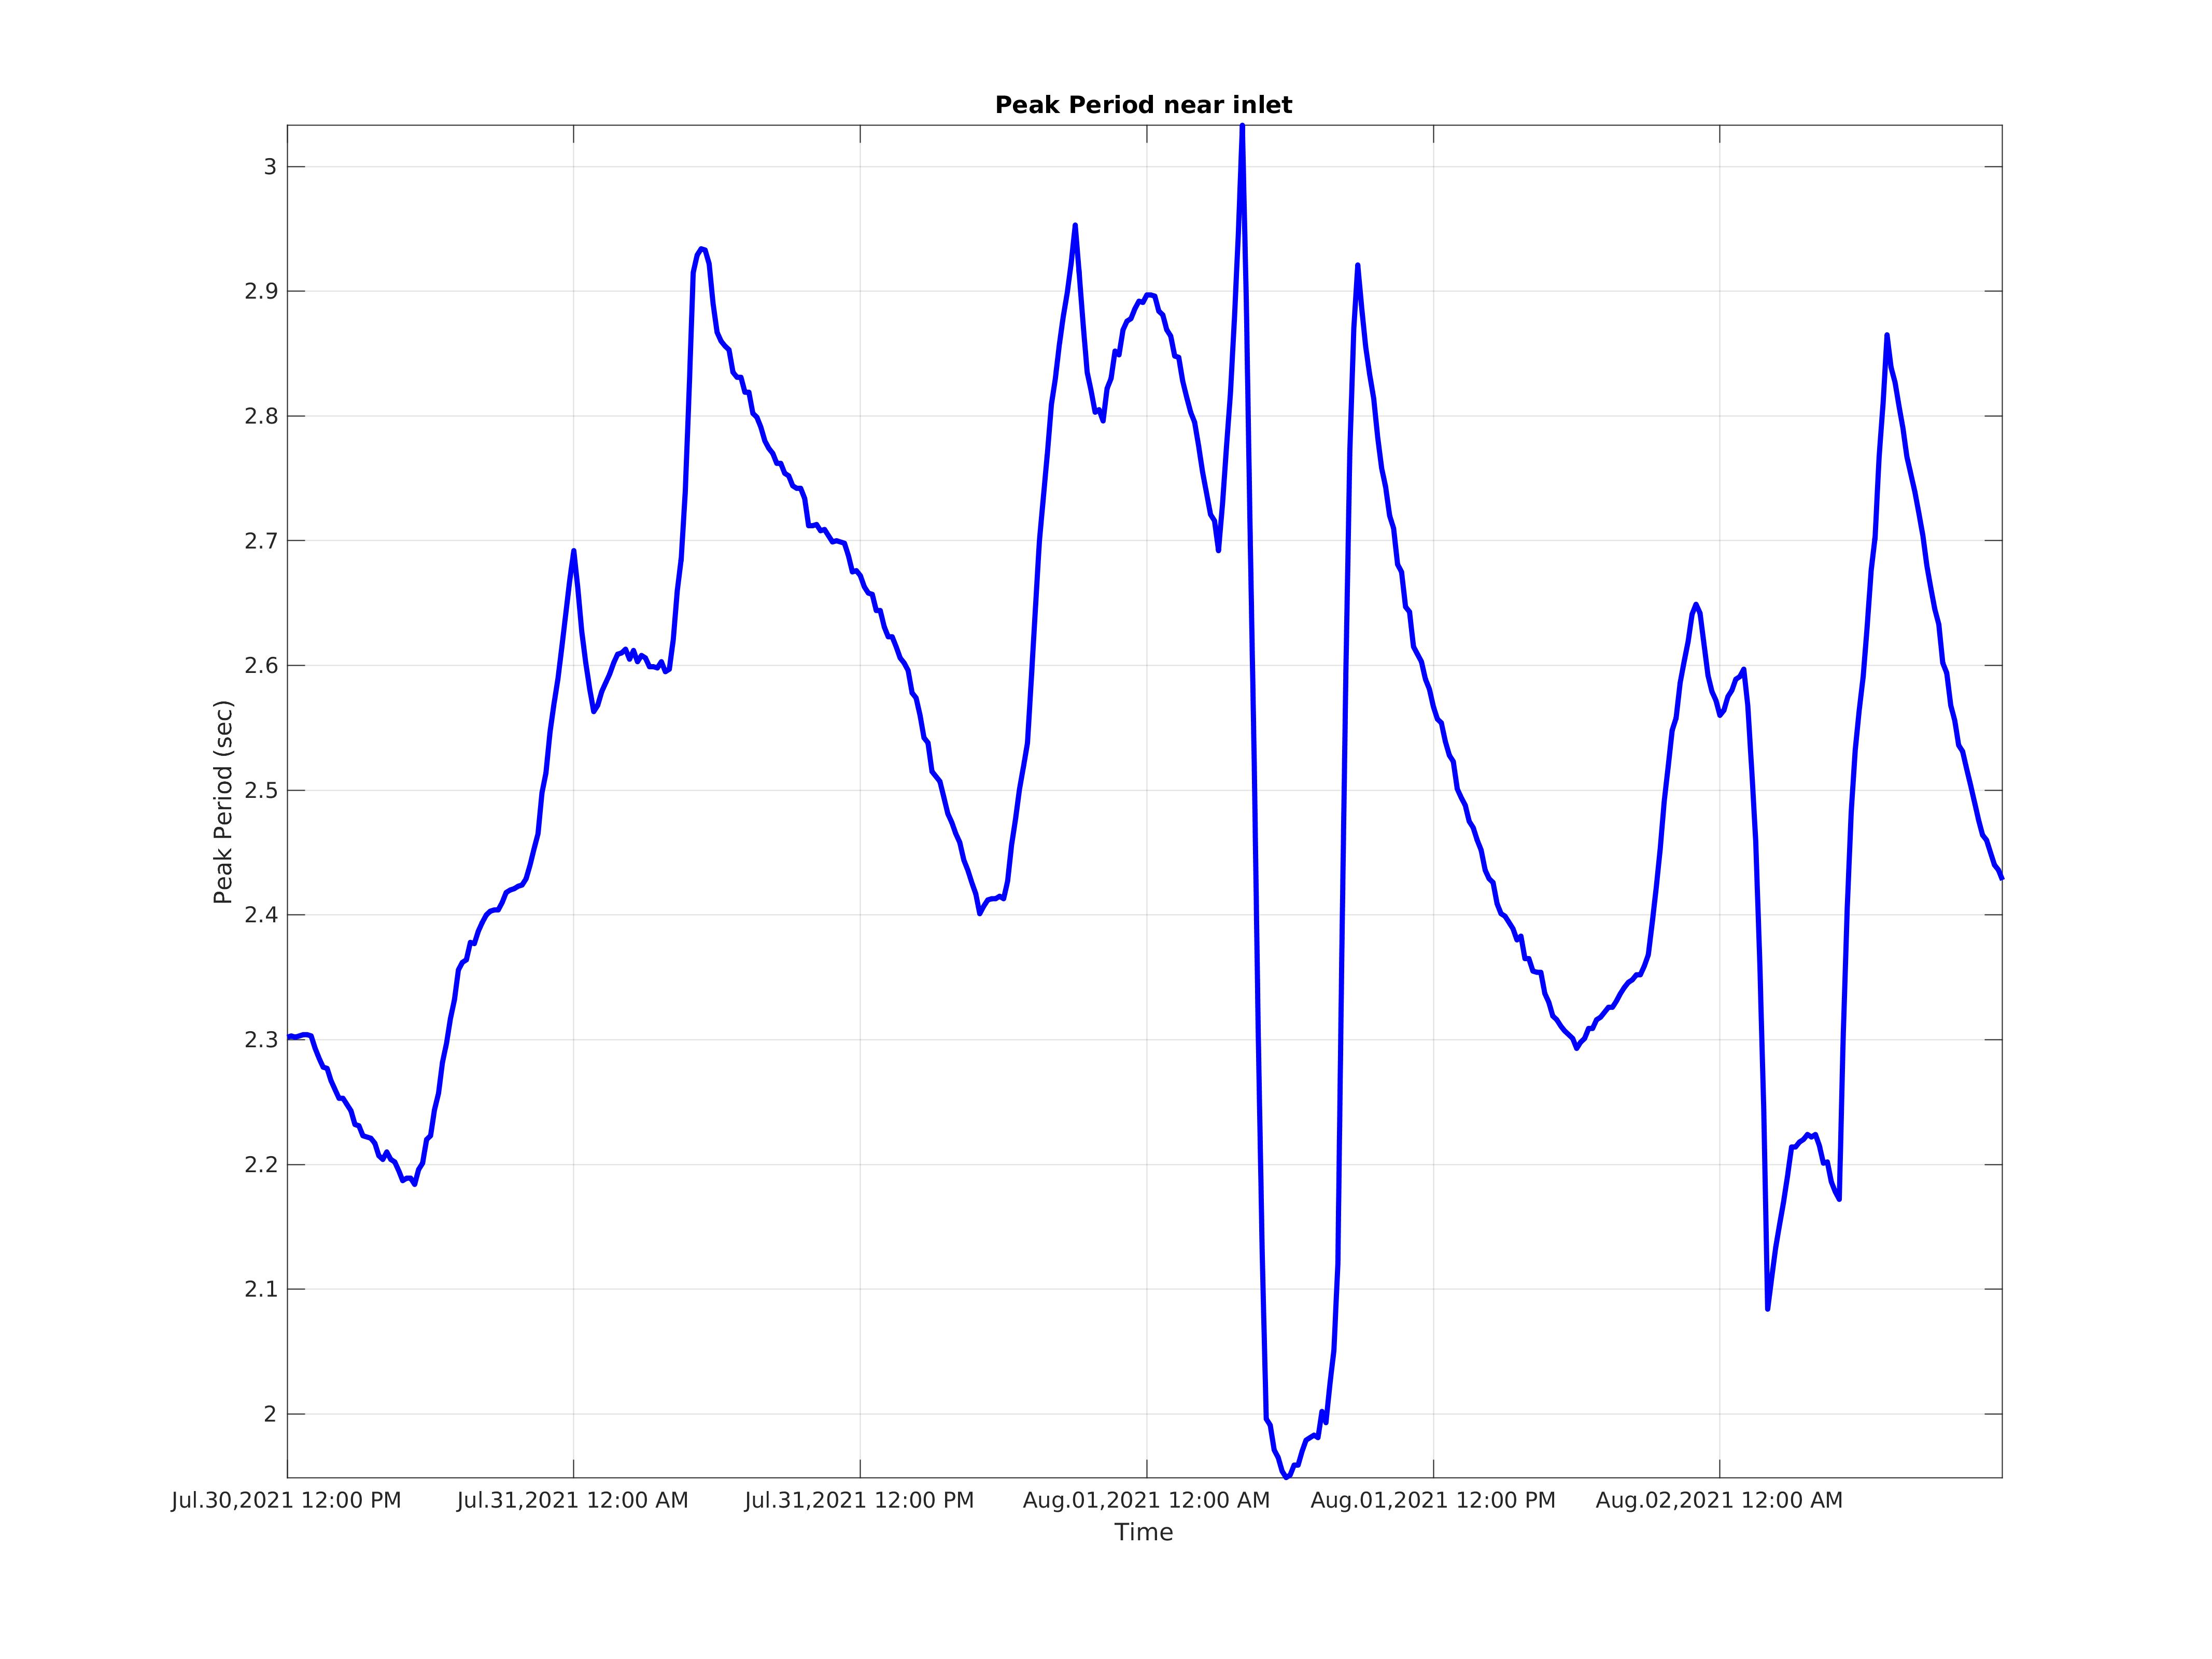 Peak Period near inlet
3
2.9
2.8
2.7
2.6
2.5
2.4
2.3
2.2
2.1
2
Peak Period (sec)
Jul.30,2021 12:00 PM
Jul.31,2021 12:00 AM
Jul.31,2021 12:00 PM
Aug.01,2021 12:00 AM
Aug.01,2021 12:00 PM
Aug.02,2021 12:00 AM
Time